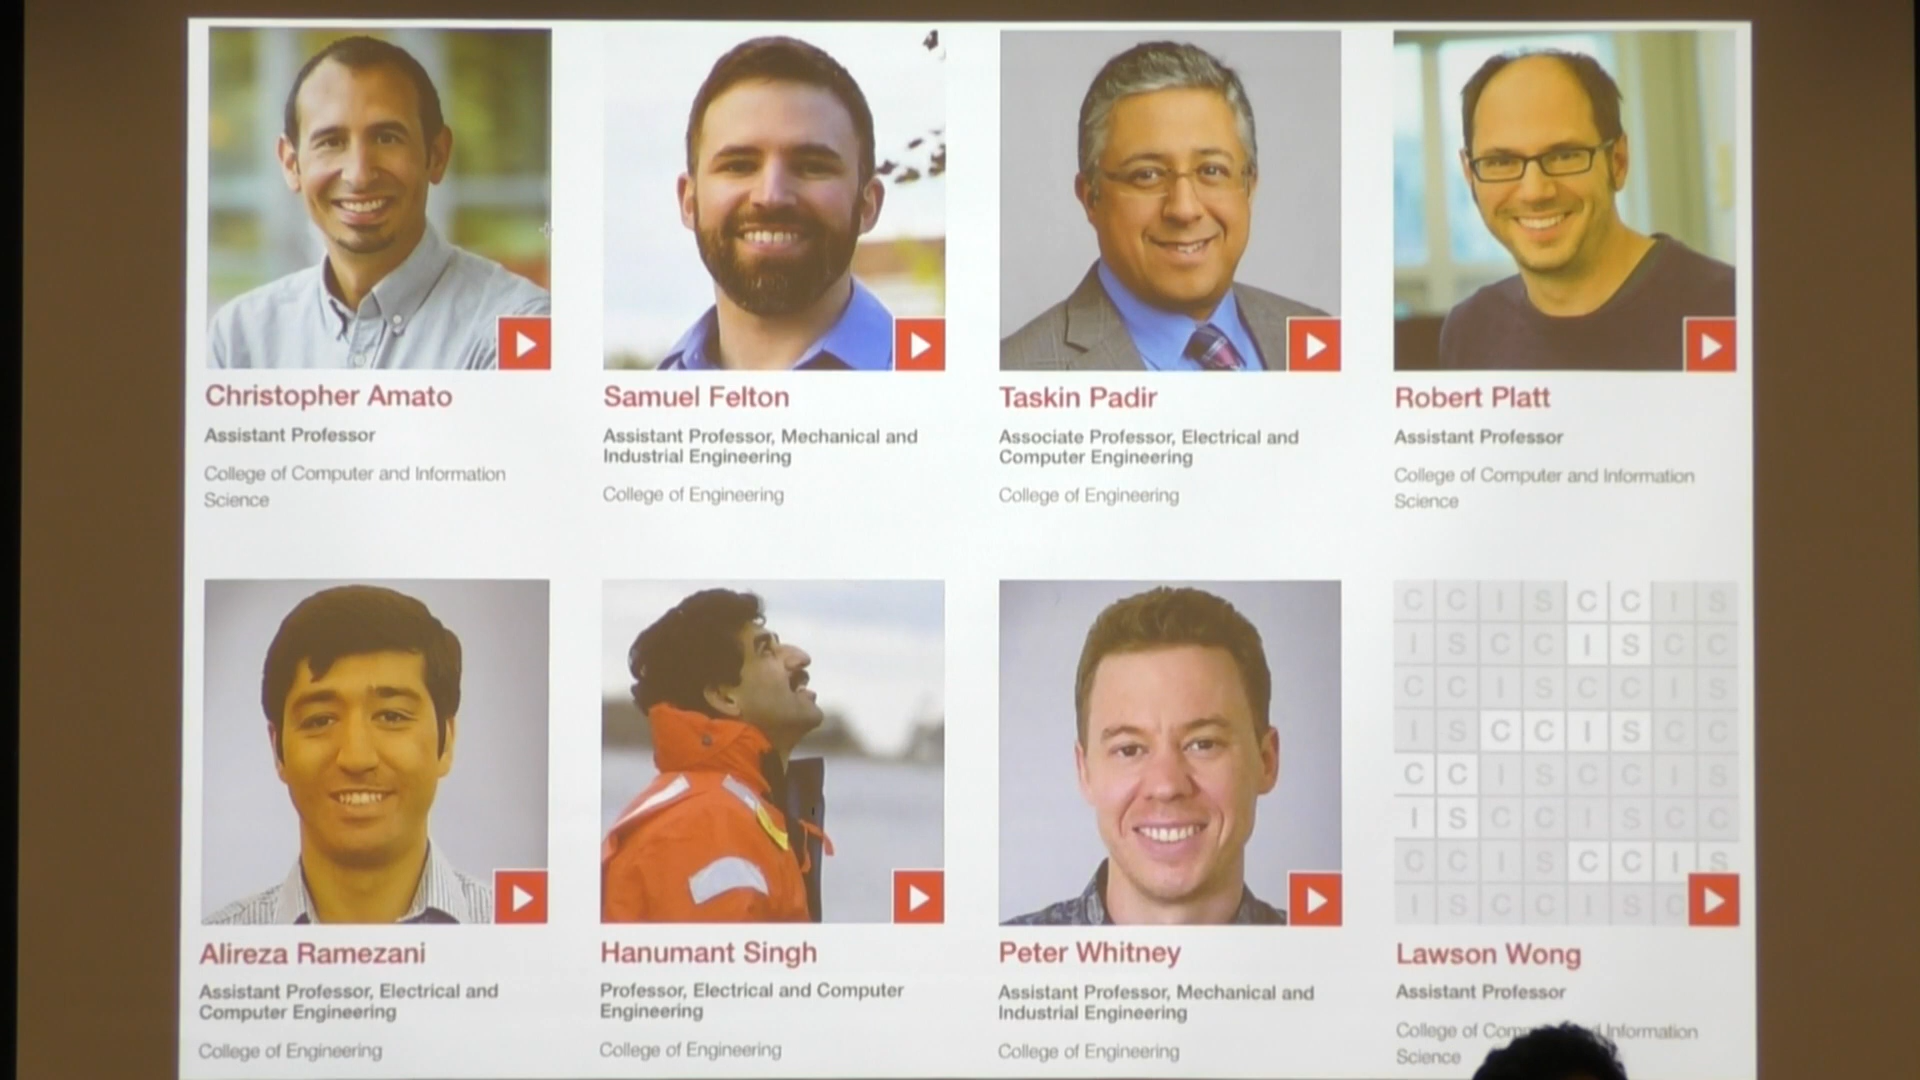 Christopher Amato
Assistant Professor
College of Computer and Information
Science
Samuel Felton
Assistant Professor, Mechanical and
Industrial Engineering
College of Engineering
Taskin Padir
Associate Professor, Electrical and
Computer Engineering
College of Engineering
Robert Platt
Assistant Professor
College of Computer and Information
Science
Alireza Ramezani
Assistant Professor, Electrical and
Computer Engineering
College of Engineering
Hanumant Singh
Professor, Electrical and Computer
Engineering
College of Engineering
Peter Whitney
Assistant Professor, Mechanical and
Industrial Engineering
College of Engineering
C C I S C C I S
I S C C I S C C
C C I S C C I S
I S C C I S C C
C C I S C C I S
I S C C I S C C
C C I S C C I S
I S C C I S C
Lawson Wong
Assistant Professor
College of Information
Science